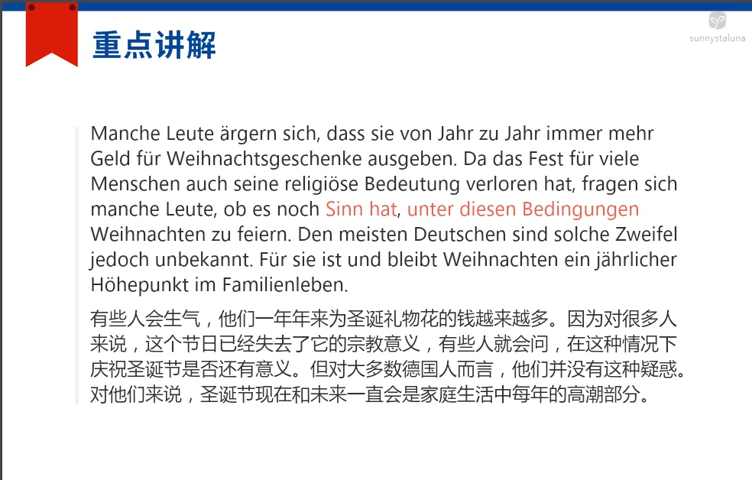 sunnystaluna
重点讲解
Manche Leute ärgern sich, dass sie von Jahr zu Jahr immer mehr
Geld für Weihnachtsgeschenke ausgeben. Da das Fest für viele
Menschen auch seine religiöse Bedeutung verloren hat, fragen sich
manche Leute, ob es noch Sinn hat, unter diesen Bedingungen
Weihnachten zu feiern. Den meisten Deutschen sind solche Zweifel
jedoch unbekannt. Für sie ist und bleibt Weihnachten ein jährlicher
Höhepunkt im Familienleben.
有些人会生气，他们一年年来为圣诞礼物花的钱越来越多。因为对很多人
来说，这个节日已经失去了它的宗教意义，有些人就会问，在这种情况下
庆祝圣诞节是否还有意义。但对大多数德国人而言，他们并没有这种疑惑。
对他们来说，圣诞节现在和未来一直会是家庭生活中每年的高潮部分。